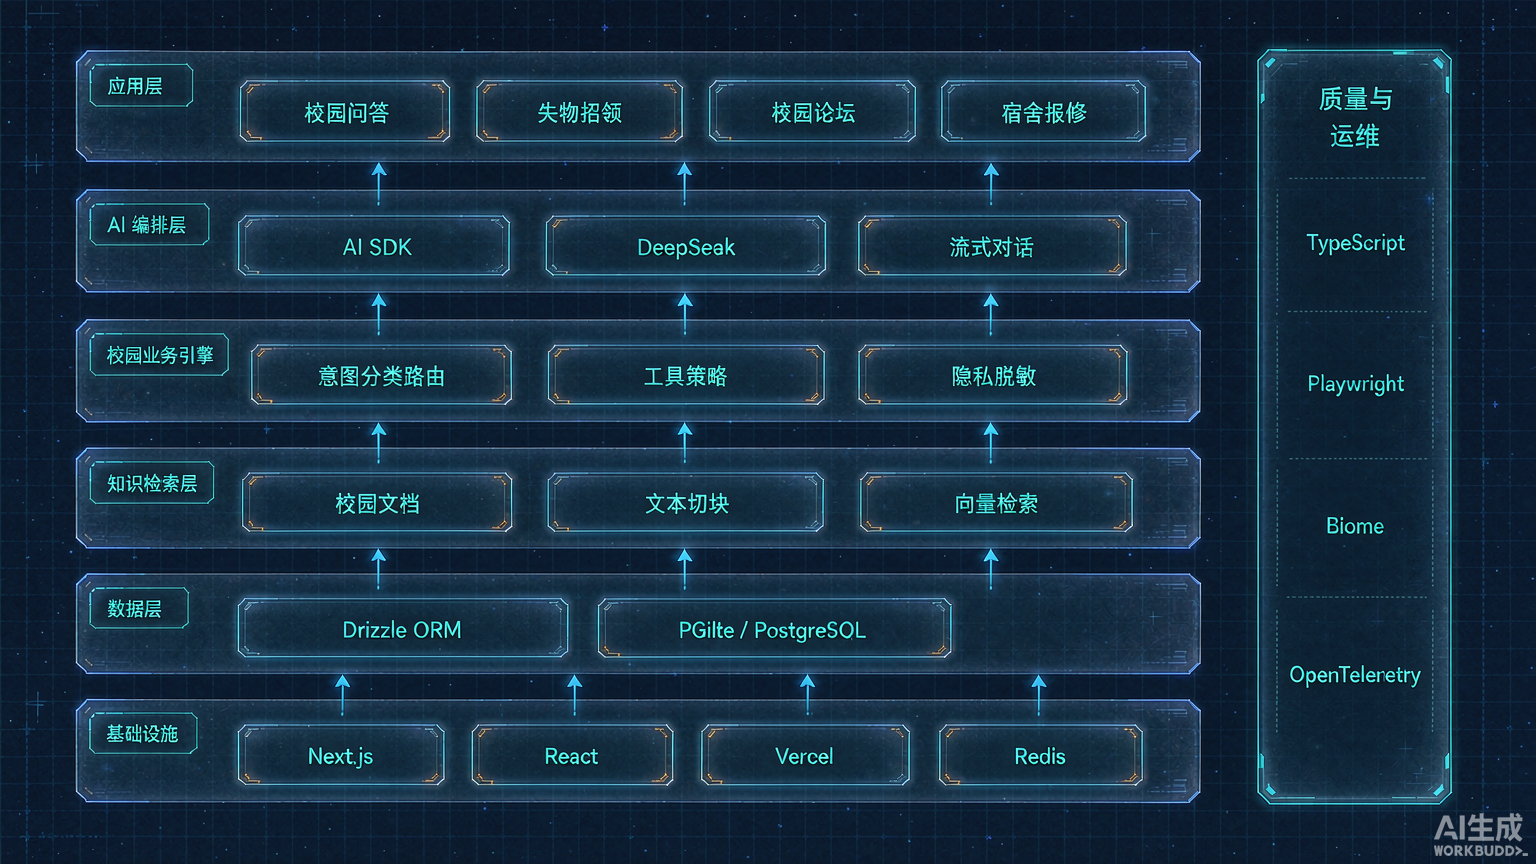 应用层
校园问答
失物招领
校园论坛
宿舍报修
AI 编排层
AI SDK
DeepSeak
流式对话
校园业务引擎
意图分类路由
工具策略
隐私脱敏
知识检索层
校园文档
文本切块
向量检索
数据层
Drizzle ORM
PGilte / PostgreSQL
基础设施
Next.js
React
Vercel
Redis
质量与
运维
TypeScript
Playwright
Biome
OpenTeleretry
AI生成
WORKBUDD>_